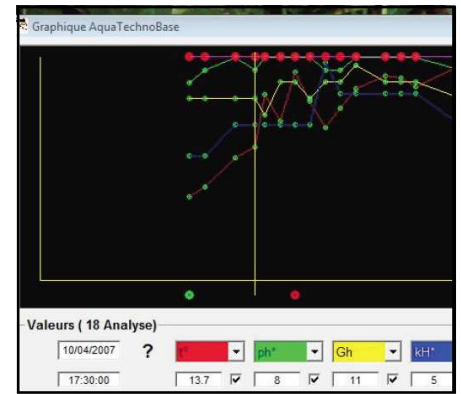 Graphique AquaTechnoBase
Valeurs ( 18 Analyse)
10/04/2007 ? t° ph° Gh kH°
17:30:00 13.7 8 11 5